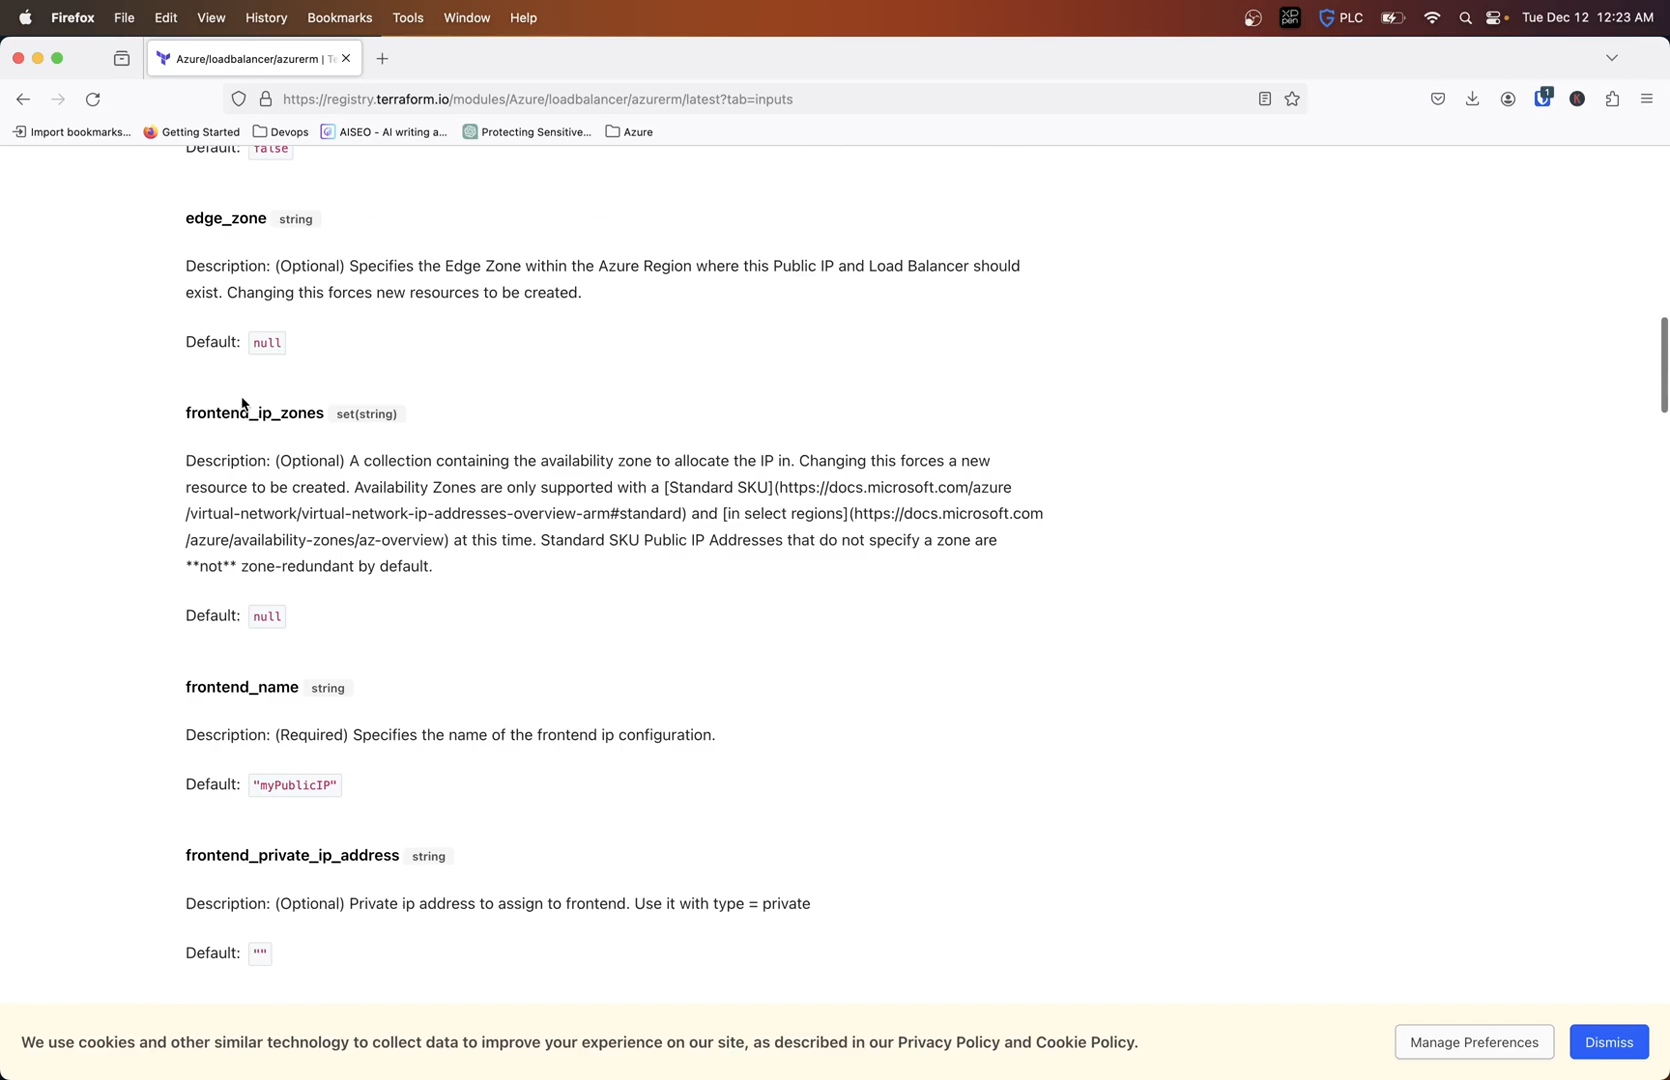 Firefox File Edit View History Bookmarks Tools Window Help PLC Tue Dec 12 12:23 AM
Azure/loadbalancer/azurerm | Te
https://registry.terraform.io/modules/Azure/loadbalancer/azurerm/latest?tab=inputs 1
Import bookmarks... Getting Started Devops AISEO - AI writing a... Protecting Sensitive... Azure
Default: false
edge_zone string
Description: (Optional) Specifies the Edge Zone within the Azure Region where this Public IP and Load Balancer should
exist. Changing this forces new resources to be created.
Default: null
frontend_ip_zones set(string)
Description: (Optional) A collection containing the availability zone to allocate the IP in. Changing this forces a new
resource to be created. Availability Zones are only supported with a [Standard SKU](https://docs.microsoft.com/azure
/virtual-network/virtual-network-ip-addresses-overview-arm#standard) and [in select regions](https://docs.microsoft.com
/azure/availability-zones/az-overview) at this time. Standard SKU Public IP Addresses that do not specify a zone are
**not** zone-redundant by default.
Default: null
frontend_name string
Description: (Required) Specifies the name of the frontend ip configuration.
Default: "myPublicIP"
frontend_private_ip_address string
Description: (Optional) Private ip address to assign to frontend. Use it with type = private
Default: ""
We use cookies and other similar technology to collect data to improve your experience on our site, as described in our Privacy Policy and Cookie Policy. Manage Preferences Dismiss